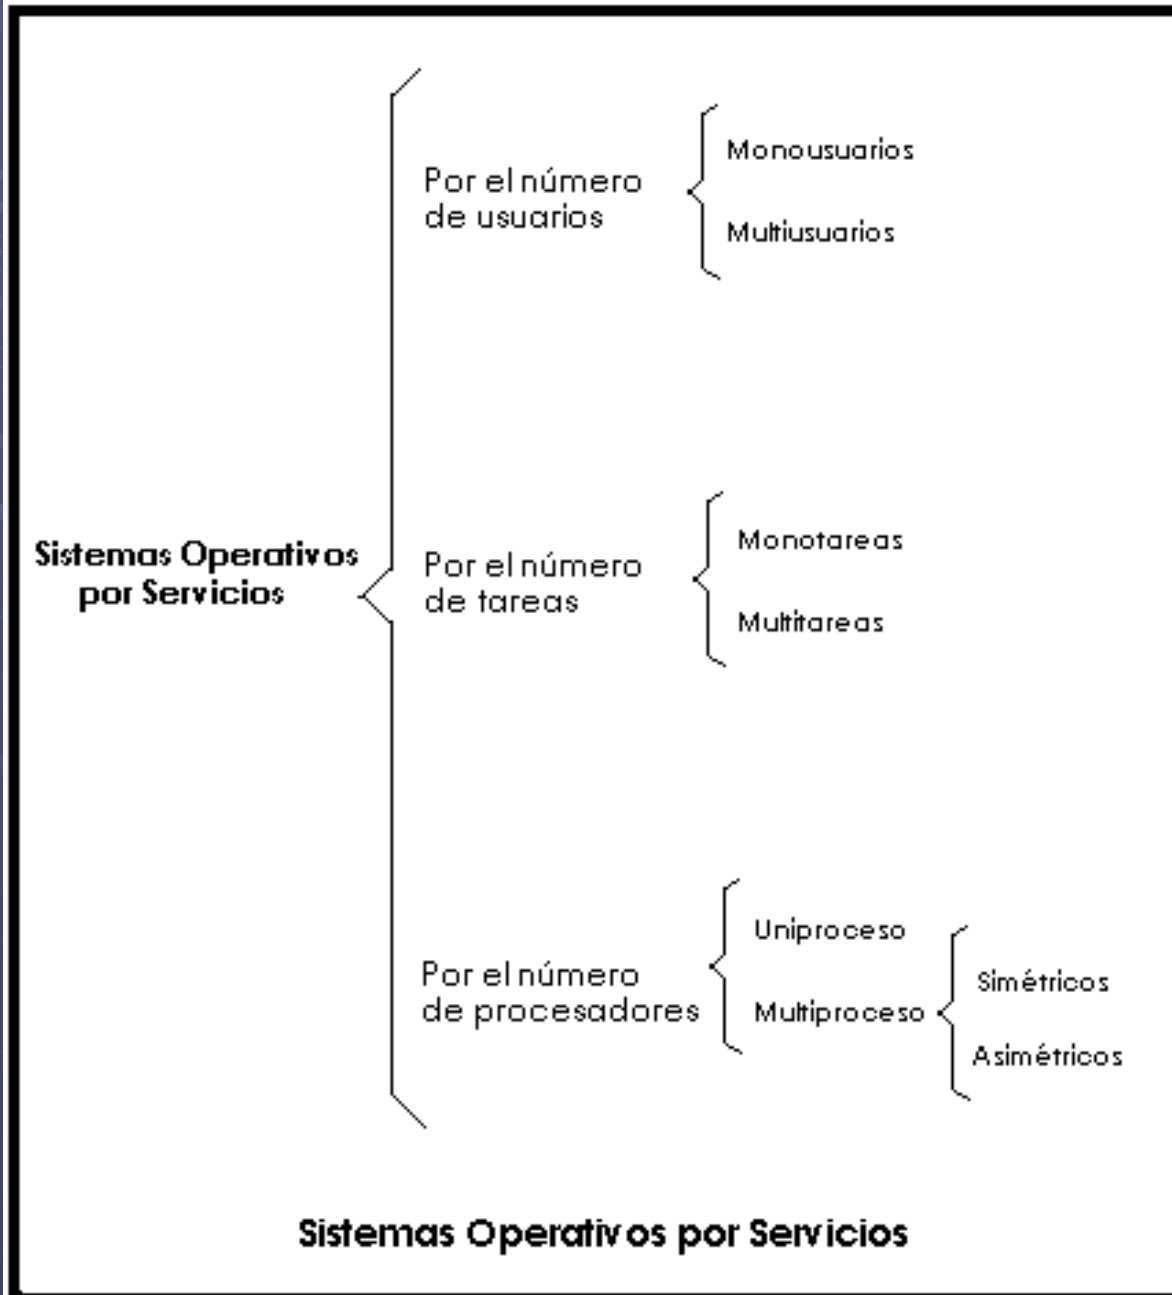 Por el número
de usuarios
Monousuarios
Multiusuarios
Sistemas Operativos
por Servicios
Por el número
de tareas
Monotareas
Multitareas
Por el número
de procesadores
Uniproceso
Multiproceso
Simétricos
Asimétricos
Sistemas Operativos por Servicios